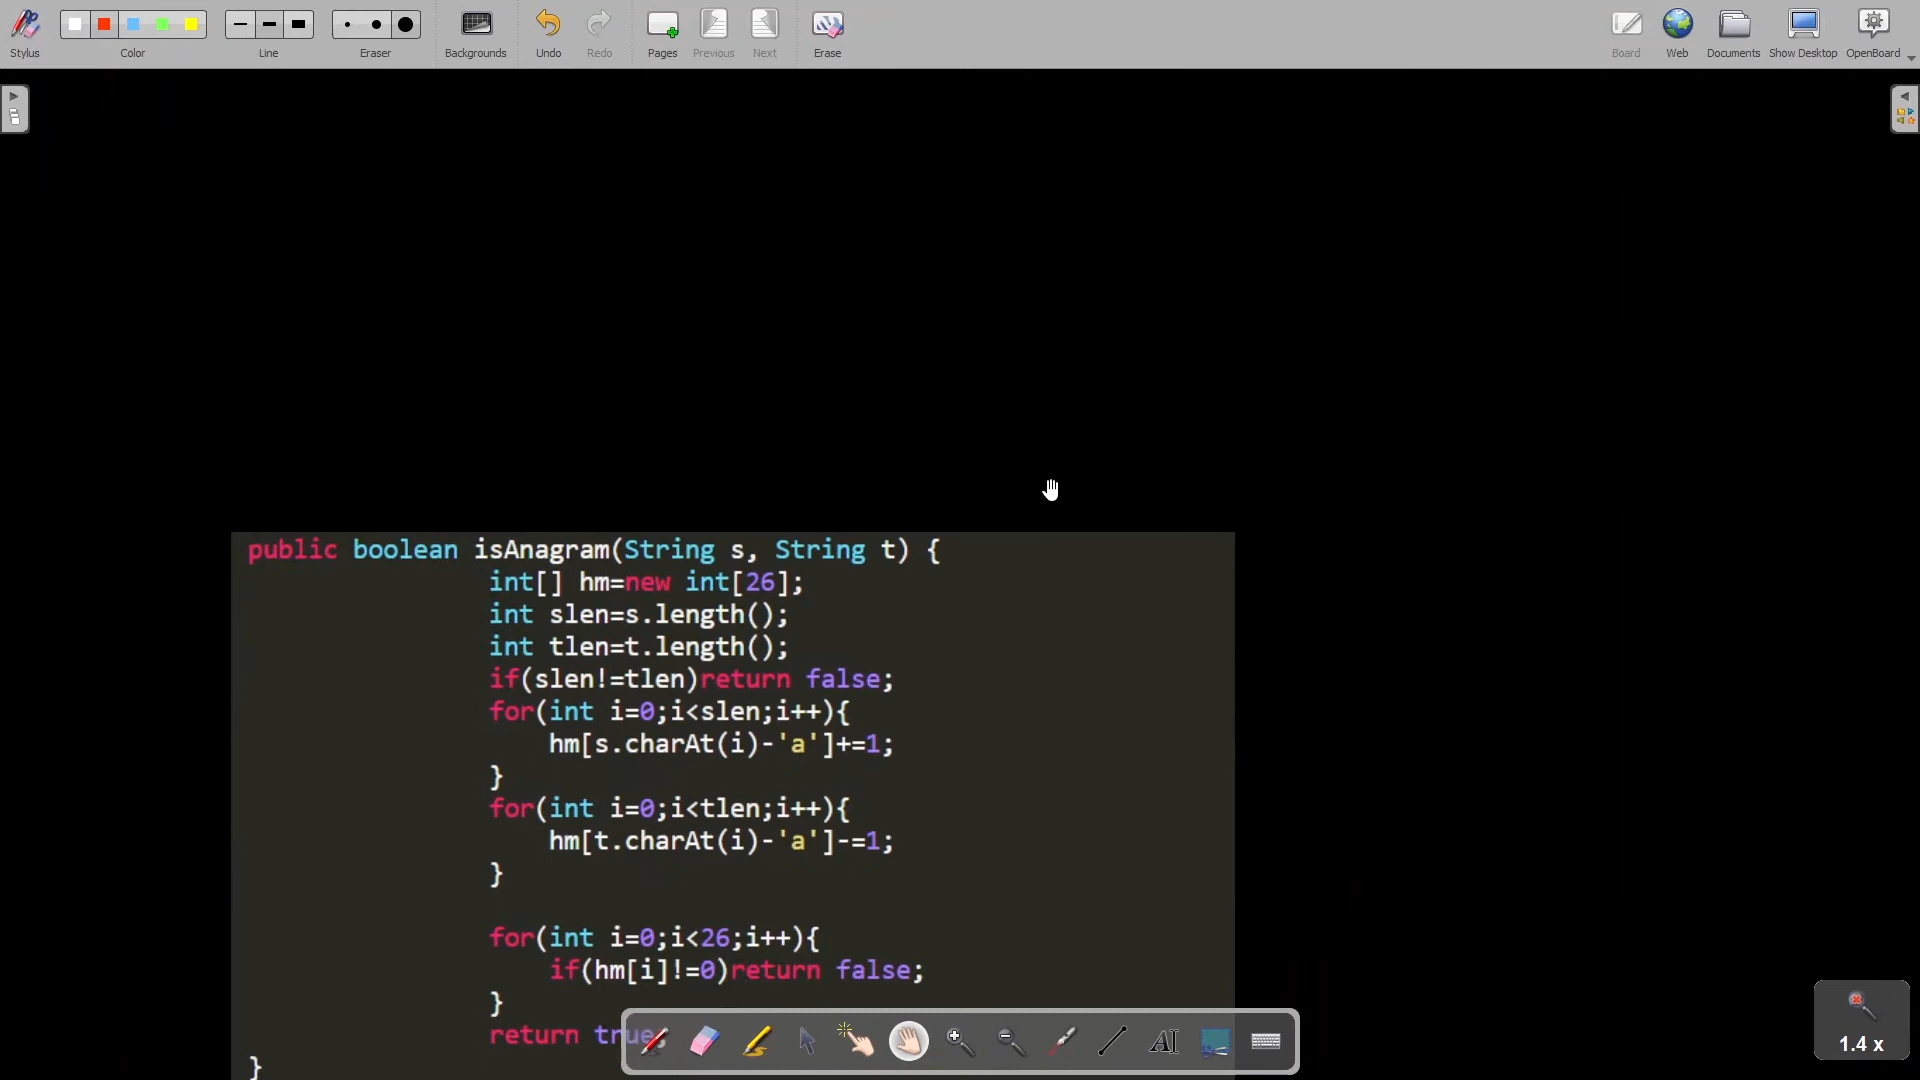 Stylus
Color
Line
Eraser
Backgrounds
Undo
Redo
Pages
Previous
Next
Erase
Board
Web
Documents
Show Desktop
OpenBoard
public boolean isAnagram(String s, String t) {
int[] hm=new int[26];
int slen=s.length();
int tlen=t.length();
if(slen!=tlen)return false;
for(int i=0;i<slen;i++){
hm[s.charAt(i)-'a']+=1;
}
for(int i=0;i<tlen;i++){
hm[t.charAt(i)-'a']-=1;
}
for(int i=0;i<26;i++){
if(hm[i]!=0)return false;
}
return true
}
AI
1.4 x